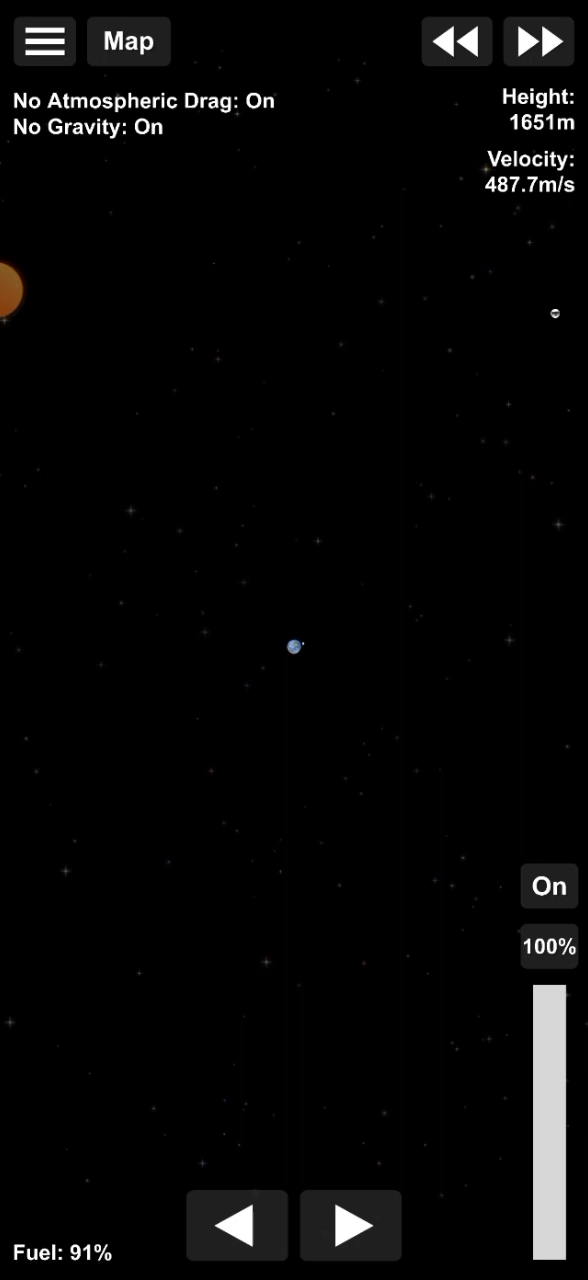 Map
No Atmospheric Drag: On
No Gravity: On
Height:
1651m
Velocity:
487.7m/s
On
100%
Fuel: 91%